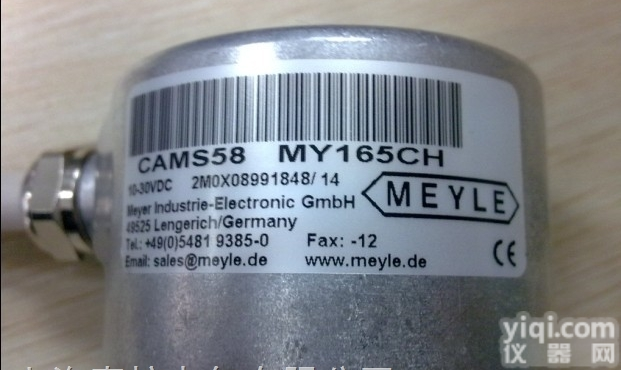 CAMS58 MY165CH
10-30VDC 2M0X08991848/ 14
Meyer Industrie-Electronic GmbH
MEYLE
49525 Lengerich/Germany
Tel.: +49(0)5481 9385-0 Fax: -12
Email: sales@meyle.de www.meyle.de
CE
yiqi.com
仪器网